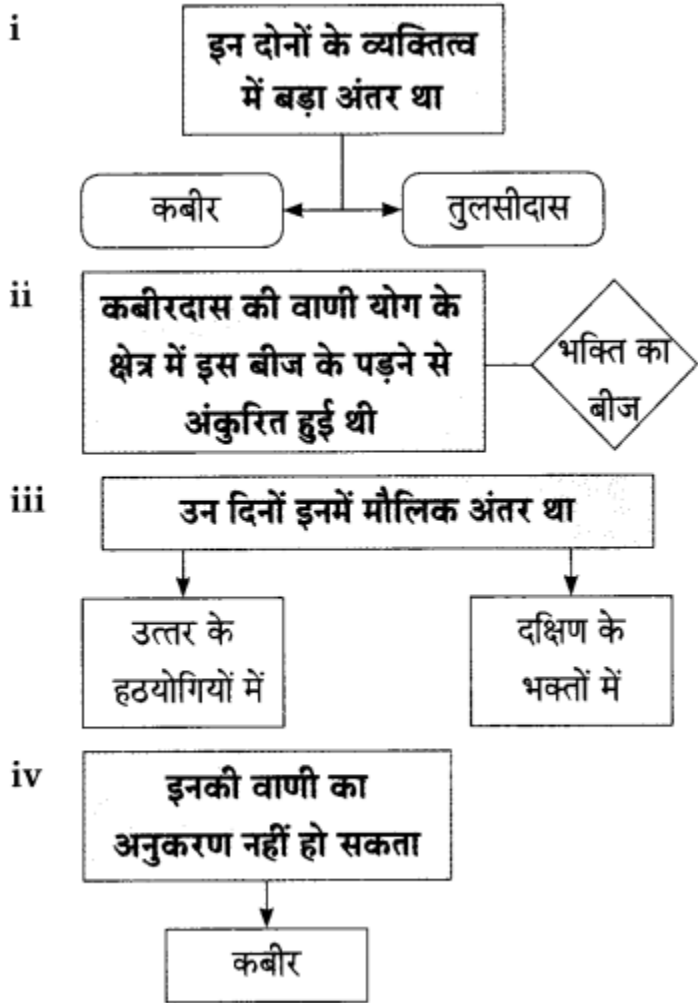 i
इन दोनों के व्यक्तित्व
में बड़ा अंतर था
कबीर
तुलसीदास
ii
कबीरदास की वाणी योग के
क्षेत्र में इस बीज के पड़ने से
अंकुरित हुई थी
भक्ति का
बीज
iii
उन दिनों इनमें मौलिक अंतर था
उत्तर के
हठयोगियों में
दक्षिण के
भक्तों में
iv
इनकी वाणी का
अनुकरण नहीं हो सकता
कबीर